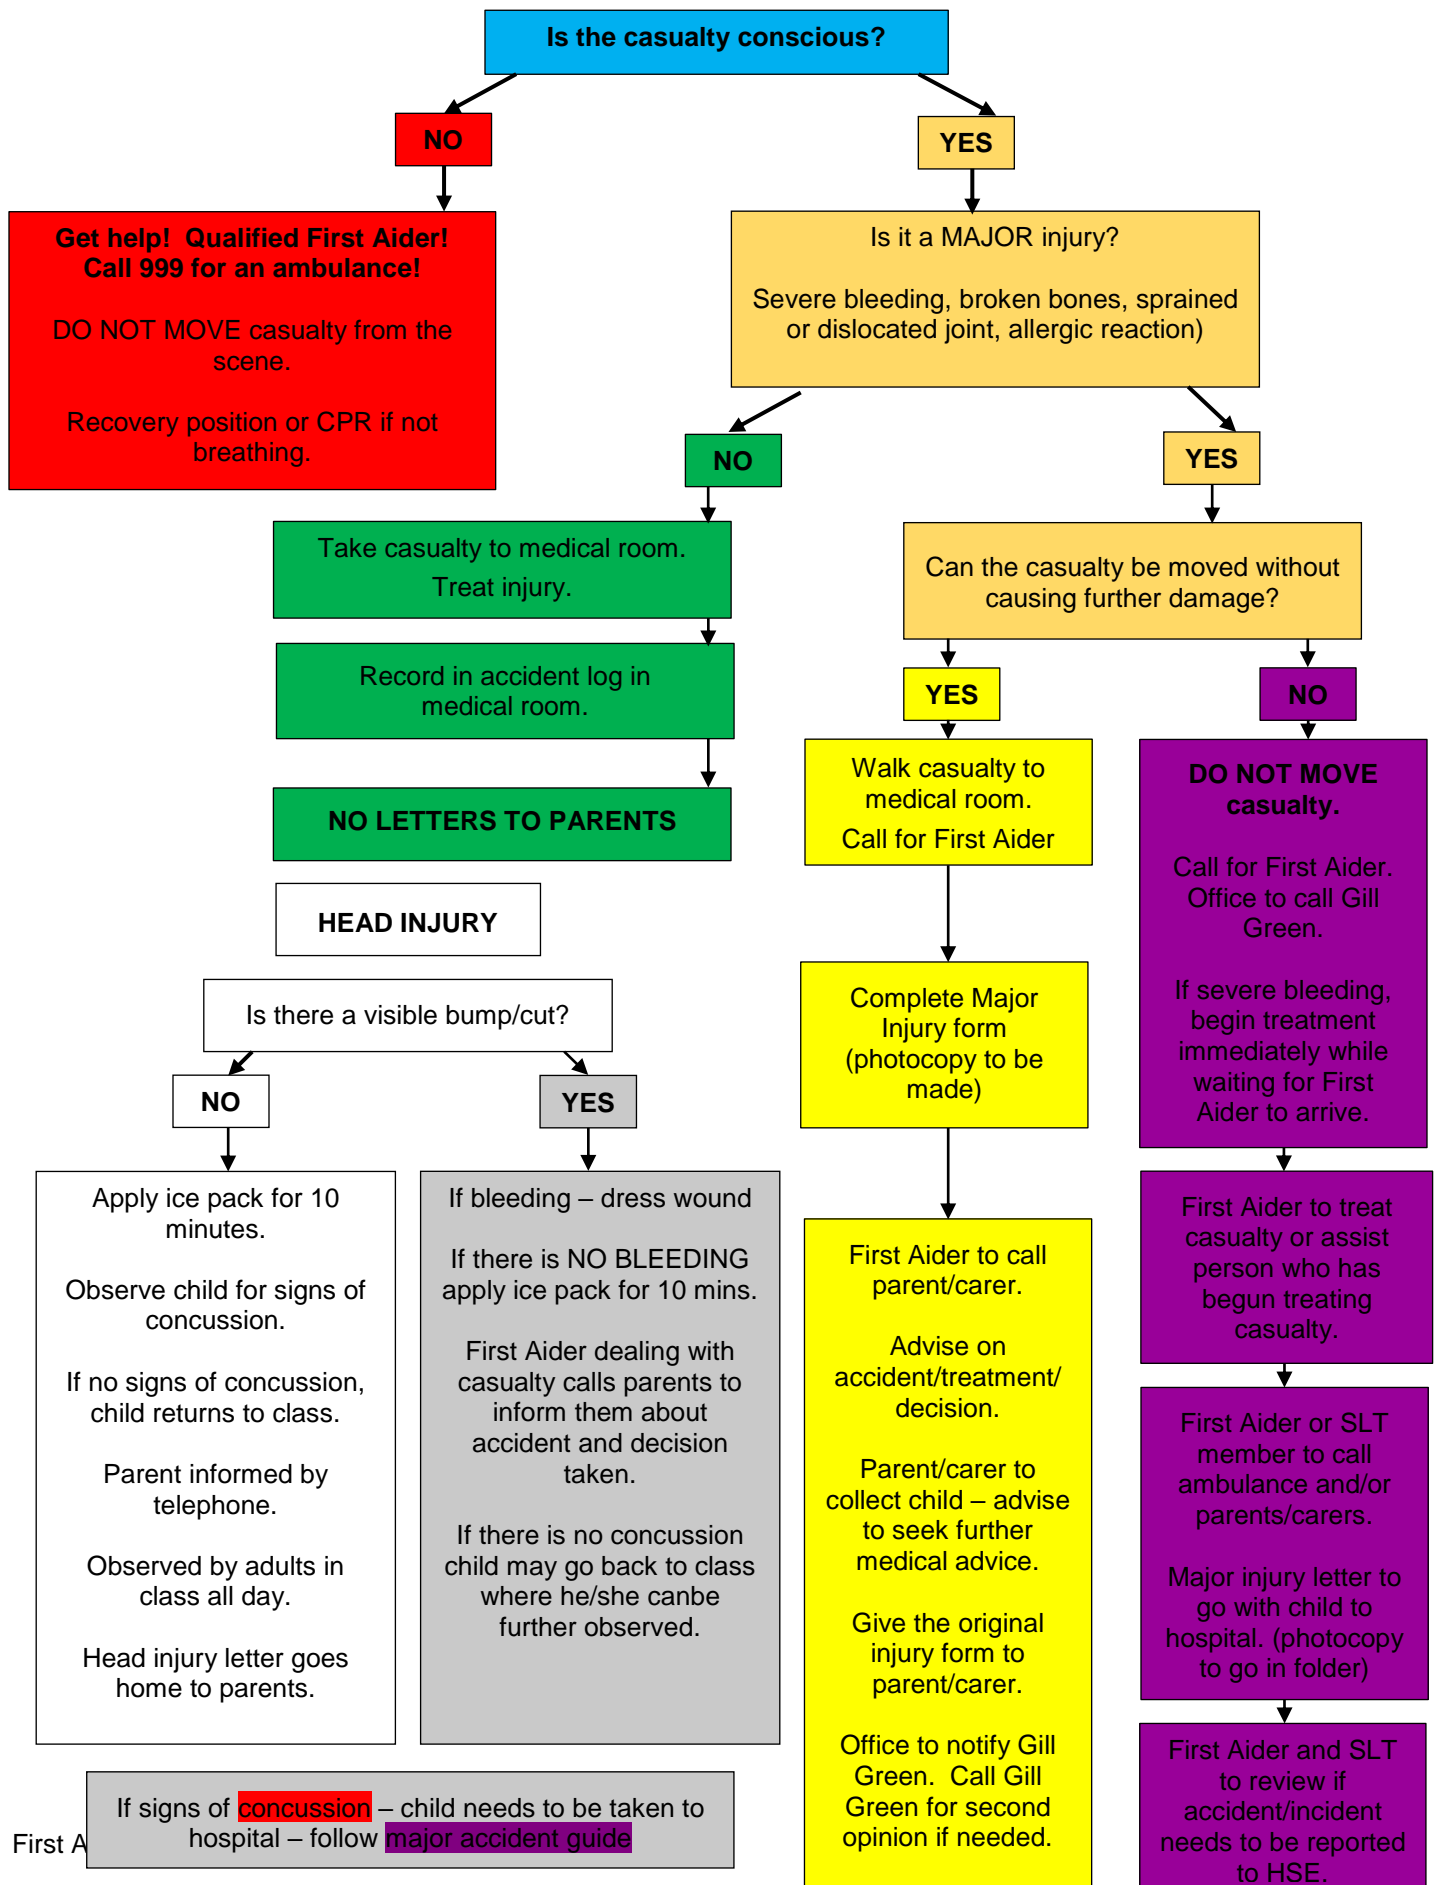 Is the casualty conscious?
NO
YES
Get help!  Qualified First Aider!
Call 999 for an ambulance!
DO NOT MOVE casualty from the
scene.
Recovery position or CPR if not
breathing.
Is it a MAJOR injury?
Severe bleeding, broken bones, sprained
or dislocated joint, allergic reaction)
NO
YES
Take casualty to medical room.
Treat injury.
Record in accident log in
medical room.
NO LETTERS TO PARENTS
Can the casualty be moved without
causing further damage?
YES
NO
Walk casualty to
medical room.
Call for First Aider
Complete Major
Injury form
(photocopy to be
made)
First Aider to call
parent/carer.
Advise on
accident/treatment/
decision.
Parent/carer to
collect child – advise
to seek further
medical advice.
Give the original
injury form to
parent/carer.
Office to notify Gill
Green.  Call Gill
Green for second
opinion if needed.
DO NOT MOVE
casualty.
Call for First Aider.
Office to call Gill
Green.
If severe bleeding,
begin treatment
immediately while
waiting for First
Aider to arrive.
First Aider to treat
casualty or assist
person who has
begun treating
casualty.
First Aider or SLT
member to call
ambulance and/or
parents/carers.
Major injury letter to
go with child to
hospital. (photocopy
to go in folder)
First Aider and SLT
to review if
accident/incident
needs to be reported
to HSE.
HEAD INJURY
Is there a visible bump/cut?
NO
YES
Apply ice pack for 10
minutes.
Observe child for signs of
concussion.
If no signs of concussion,
child returns to class.
Parent informed by
telephone.
Observed by adults in
class all day.
Head injury letter goes
home to parents.
If bleeding – dress wound
If there is NO BLEEDING
apply ice pack for 10 mins.
First Aider dealing with
casualty calls parents to
inform them about
accident and decision
taken.
If there is no concussion
child may go back to class
where he/she canbe
further observed.
If signs of concussion – child needs to be taken to
hospital – follow major accident guide
First A